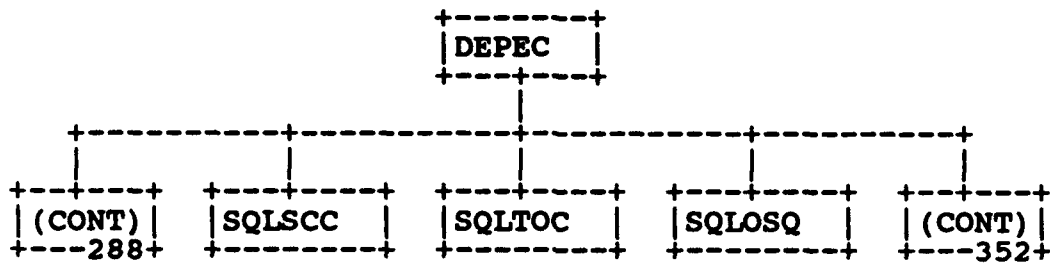 DEPEC
(CONT) SQLSCC SQLTOC SQLOSQ (CONT)
288 352